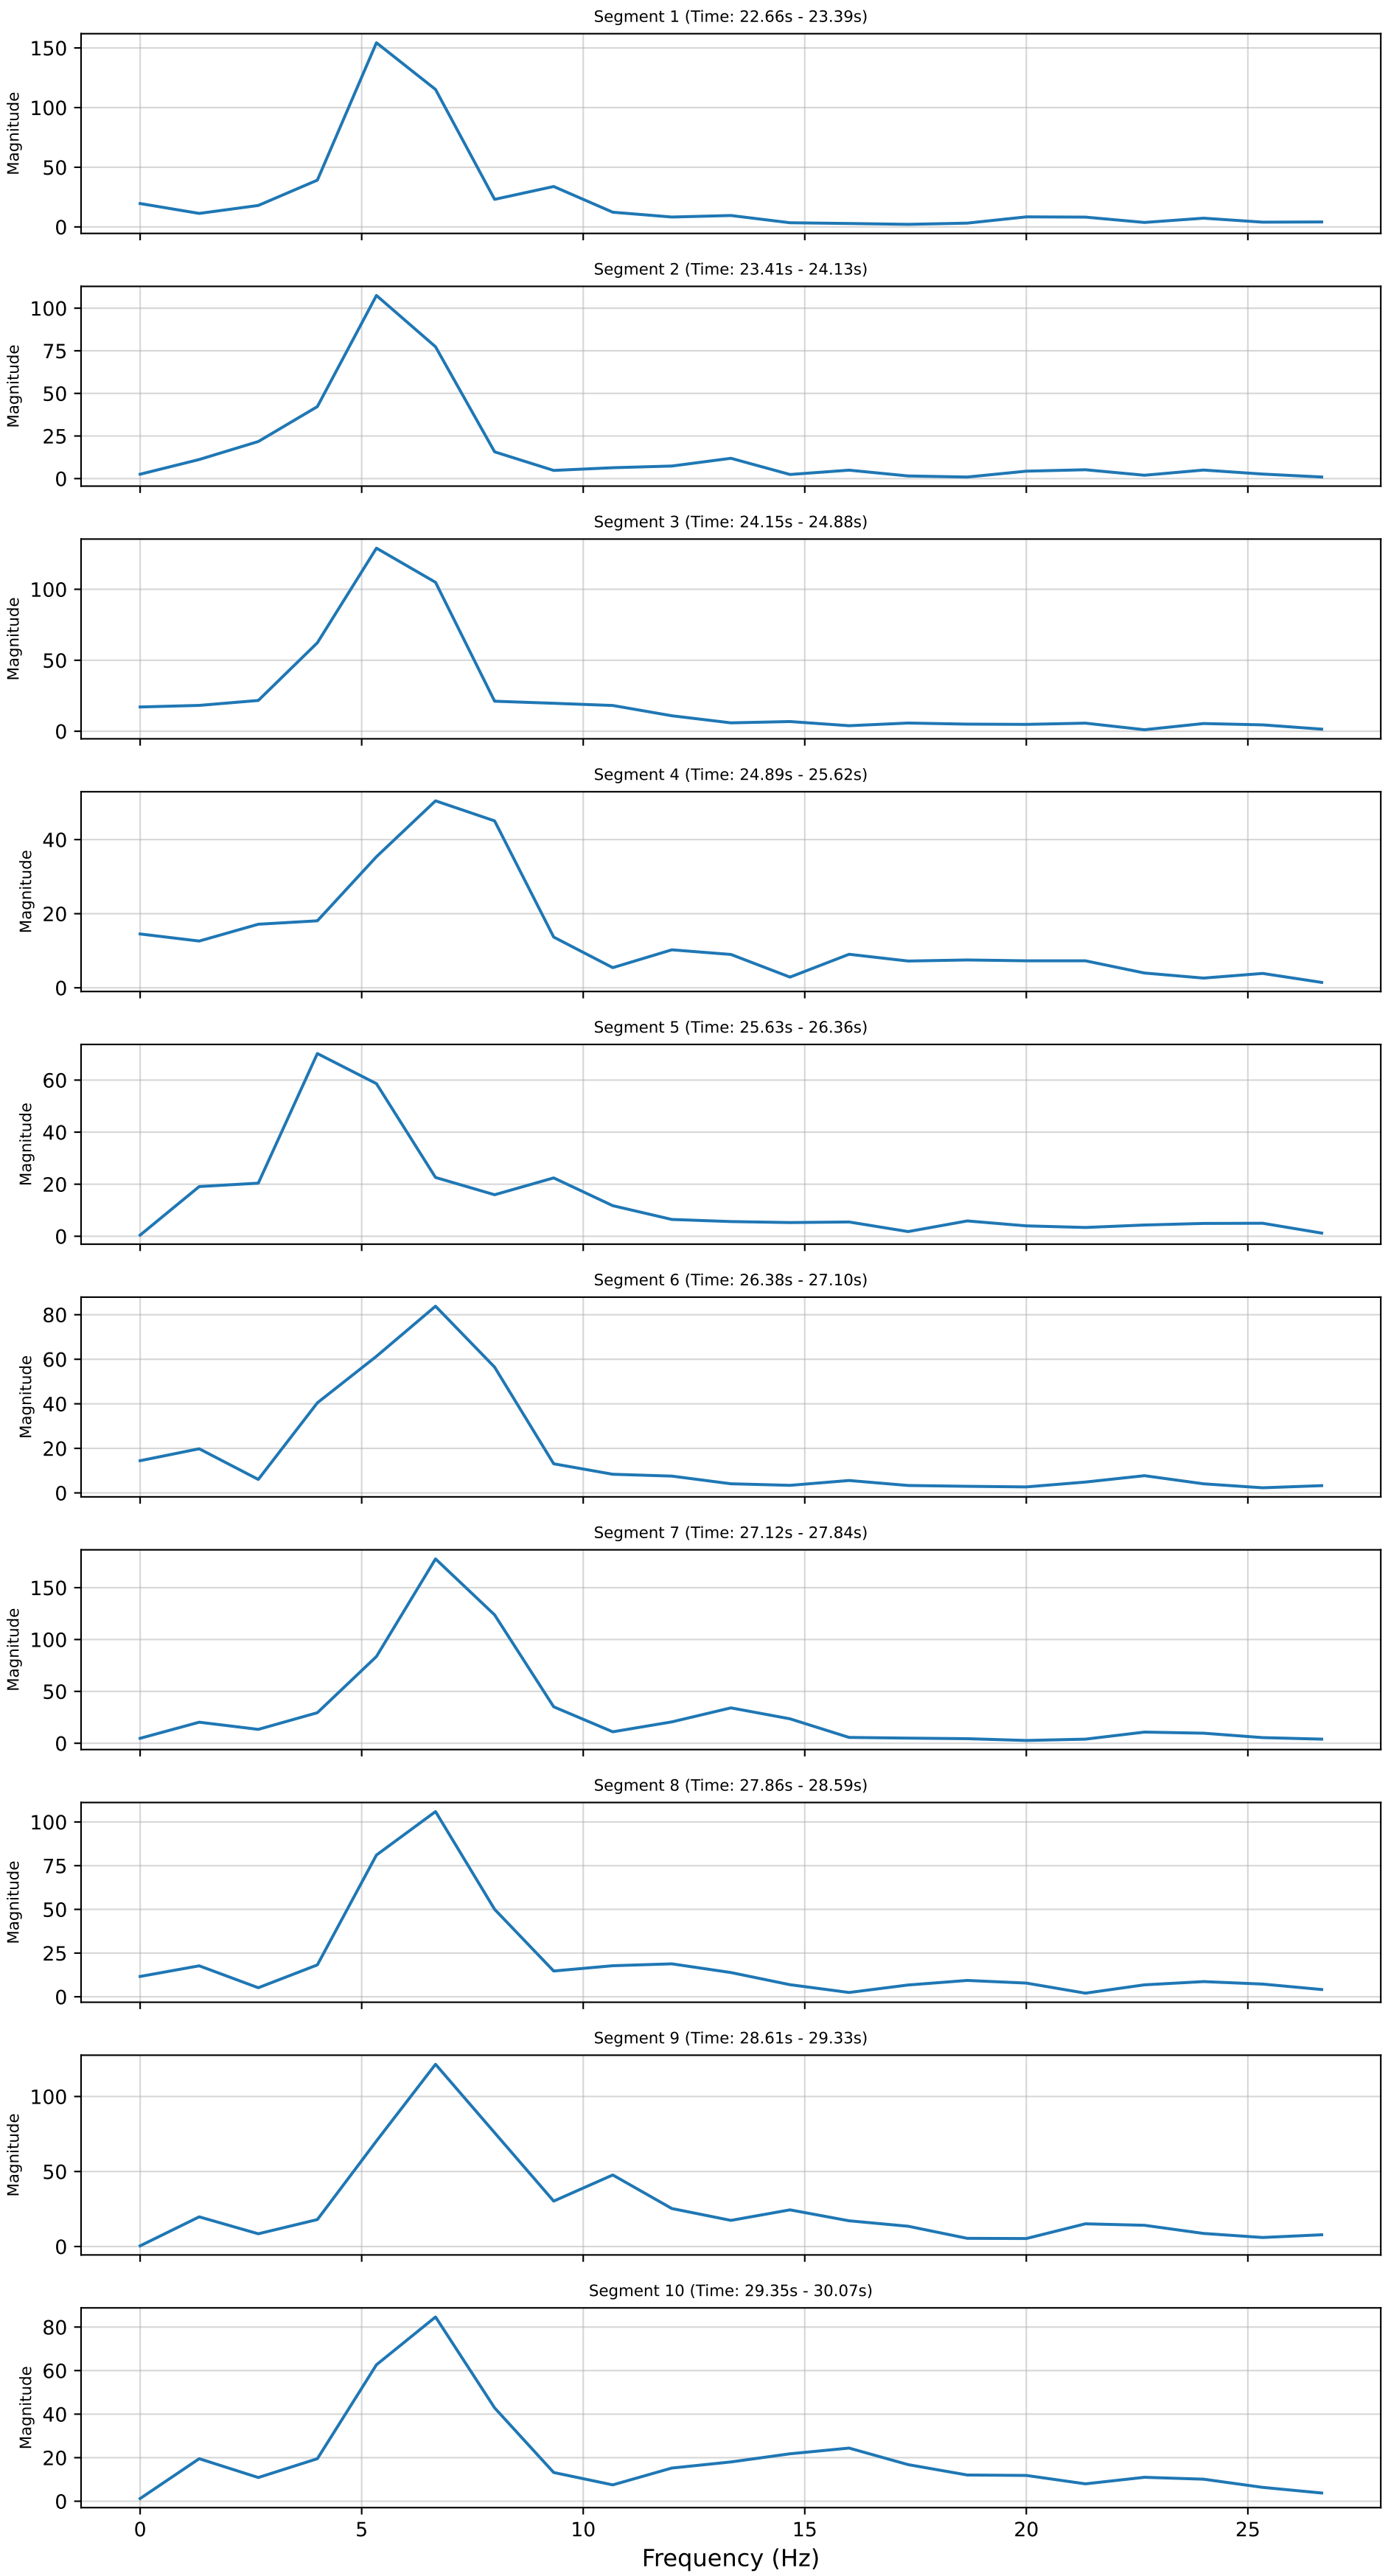 Segment 1 (Time: 22.66s - 23.39s)
Magnitude
150
100
50
0
Segment 2 (Time: 23.41s - 24.13s)
Magnitude
100
75
50
25
0
Segment 3 (Time: 24.15s - 24.88s)
Magnitude
100
50
0
Segment 4 (Time: 24.89s - 25.62s)
Magnitude
40
20
0
Segment 5 (Time: 25.63s - 26.36s)
Magnitude
60
40
20
0
Segment 6 (Time: 26.38s - 27.10s)
Magnitude
80
60
40
20
0
Segment 7 (Time: 27.12s - 27.84s)
Magnitude
150
100
50
0
Segment 8 (Time: 27.86s - 28.59s)
Magnitude
100
75
50
25
0
Segment 9 (Time: 28.61s - 29.33s)
Magnitude
100
50
0
Segment 10 (Time: 29.35s - 30.07s)
Magnitude
80
60
40
20
0
0 5 10 15 20 25
Frequency (Hz)